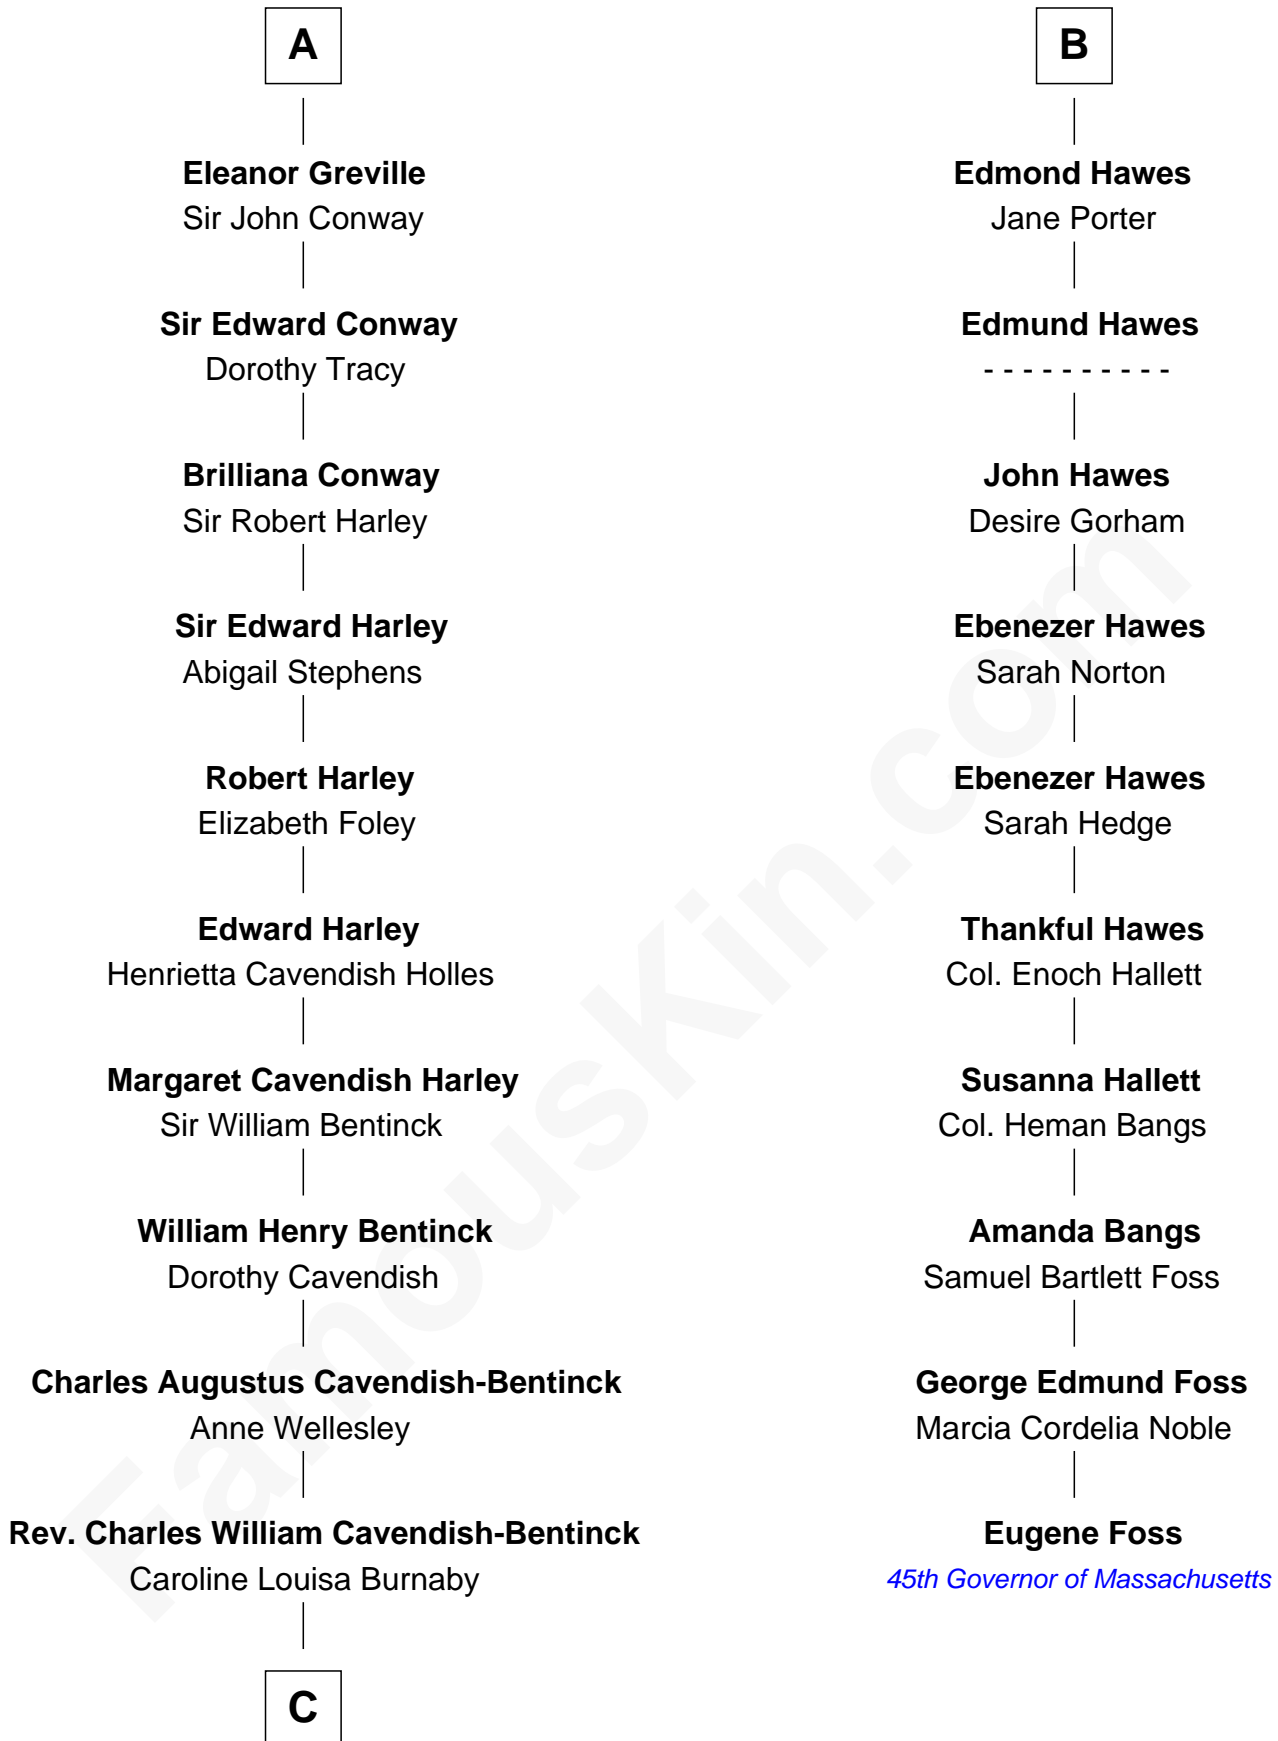 A
Eleanor Greville
Sir John Conway
Sir Edward Conway
Dorothy Tracy
Brilliana Conway
Sir Robert Harley
Sir Edward Harley
Abigail Stephens
Robert Harley
Elizabeth Foley
Edward Harley
Henrietta Cavendish Holles
Margaret Cavendish Harley
Sir William Bentinck
William Henry Bentinck
Dorothy Cavendish
Charles Augustus Cavendish-Bentinck
Anne Wellesley
Rev. Charles William Cavendish-Bentinck
Caroline Louisa Burnaby
C
B
Edmond Hawes
Jane Porter
Edmund Hawes
- - - - - - - - - -
John Hawes
Desire Gorham
Ebenezer Hawes
Sarah Norton
Ebenezer Hawes
Sarah Hedge
Thankful Hawes
Col. Enoch Hallett
Susanna Hallett
Col. Heman Bangs
Amanda Bangs
Samuel Bartlett Foss
George Edmund Foss
Marcia Cordelia Noble
Eugene Foss
45th Governor of Massachusetts
FamousKin.com